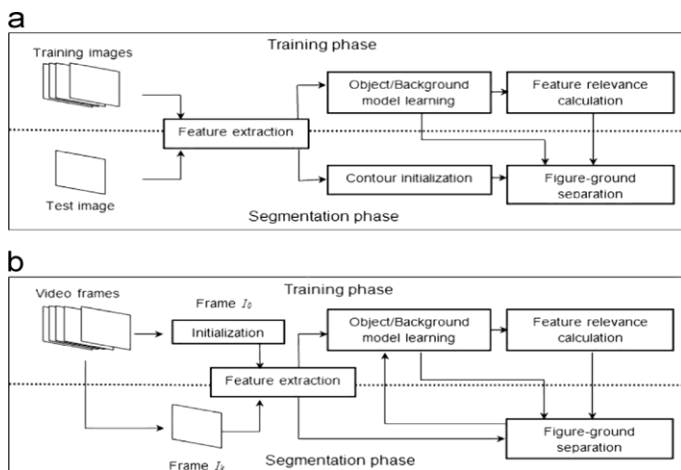 a
Training phase
Training images
Object/Background
model learning
Feature relevance
calculation
Feature extraction
Contour initialization
Figure-ground
separation
Test image
Segmentation phase
b
Video frames
Frame I0
Training phase
Initialization
Object/Background
model learning
Feature relevance
calculation
Feature extraction
Figure-ground
separation
Frame Ik
Segmentation phase